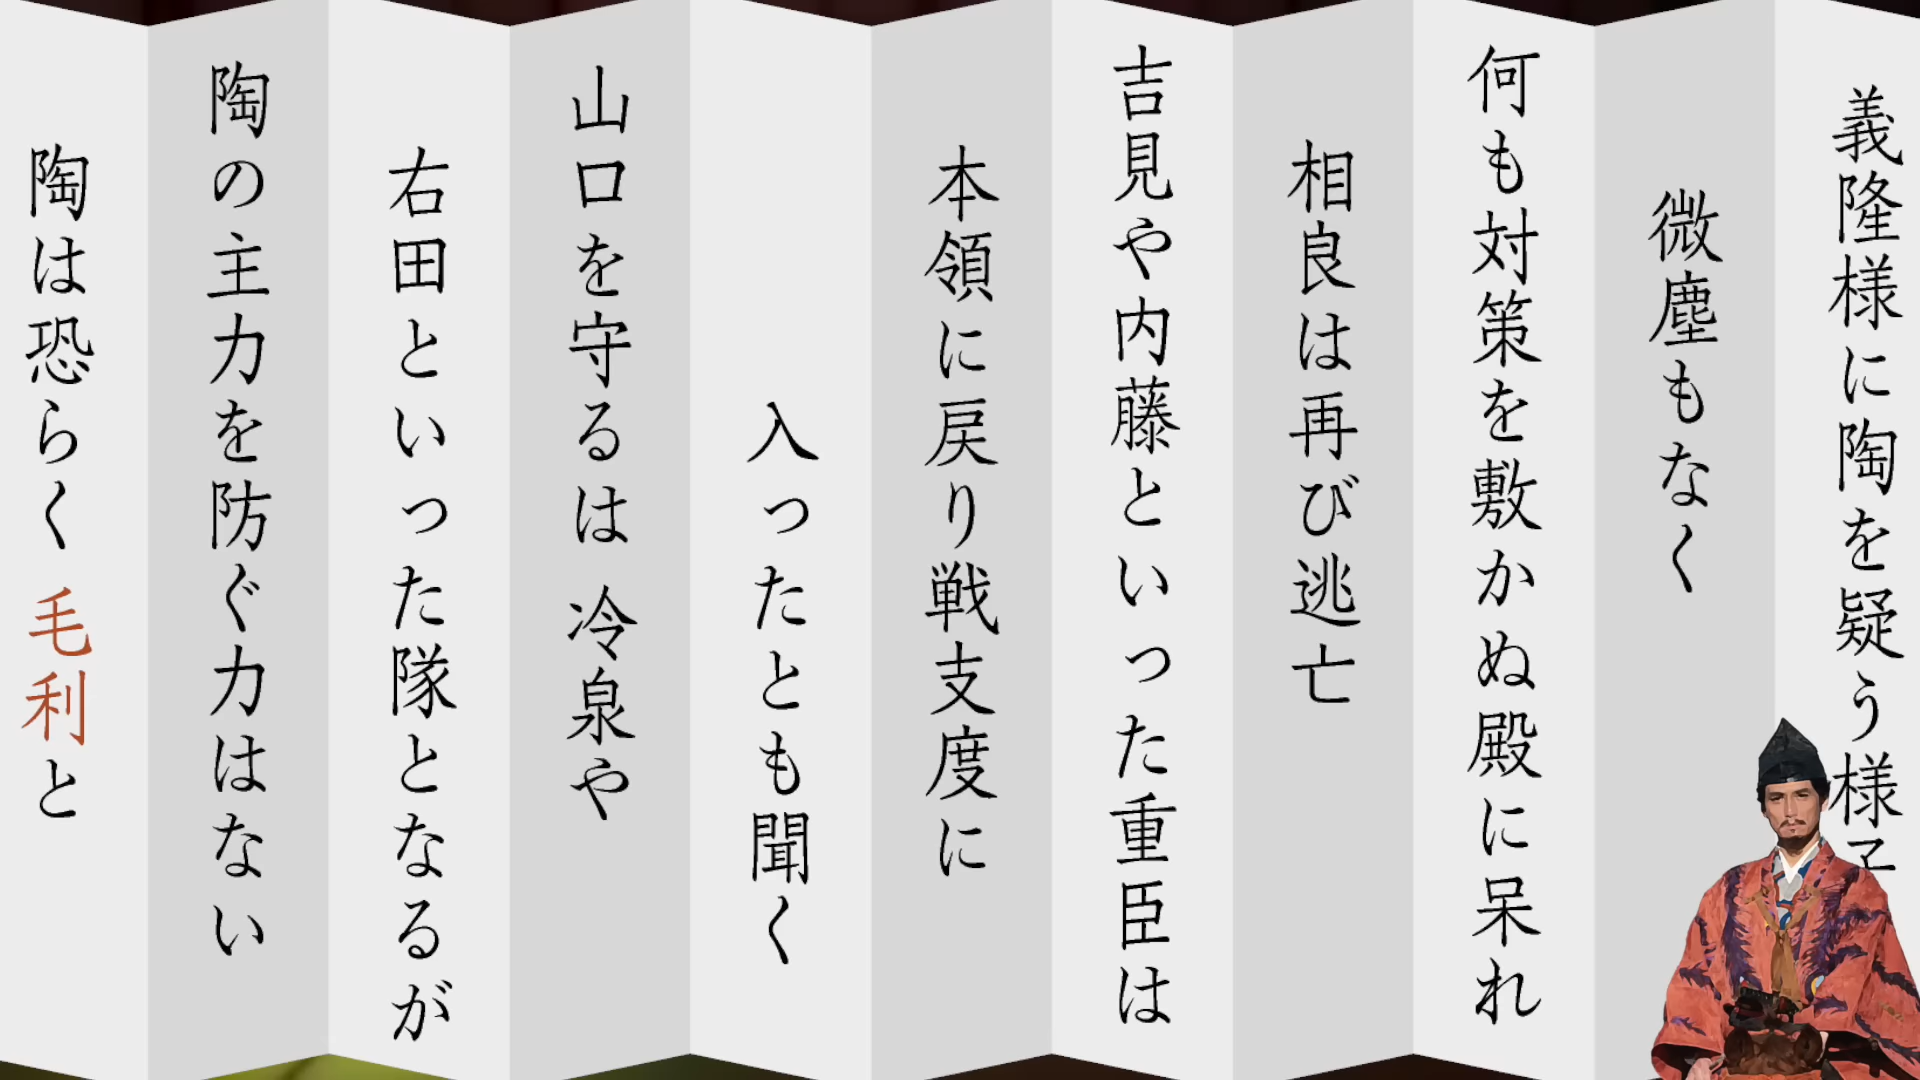 義隆様に陶を疑う様子
微塵もなく
何も対策を敷かぬ殿に呆れ
相良は再び逃亡
吉見や内藤といった重臣は
本領に戻り戦支度に
入ったとも聞く
山口を守るは 冷泉や
右田といった隊となるが
陶の主力を防ぐ力はない
陶は恐らく 毛利と